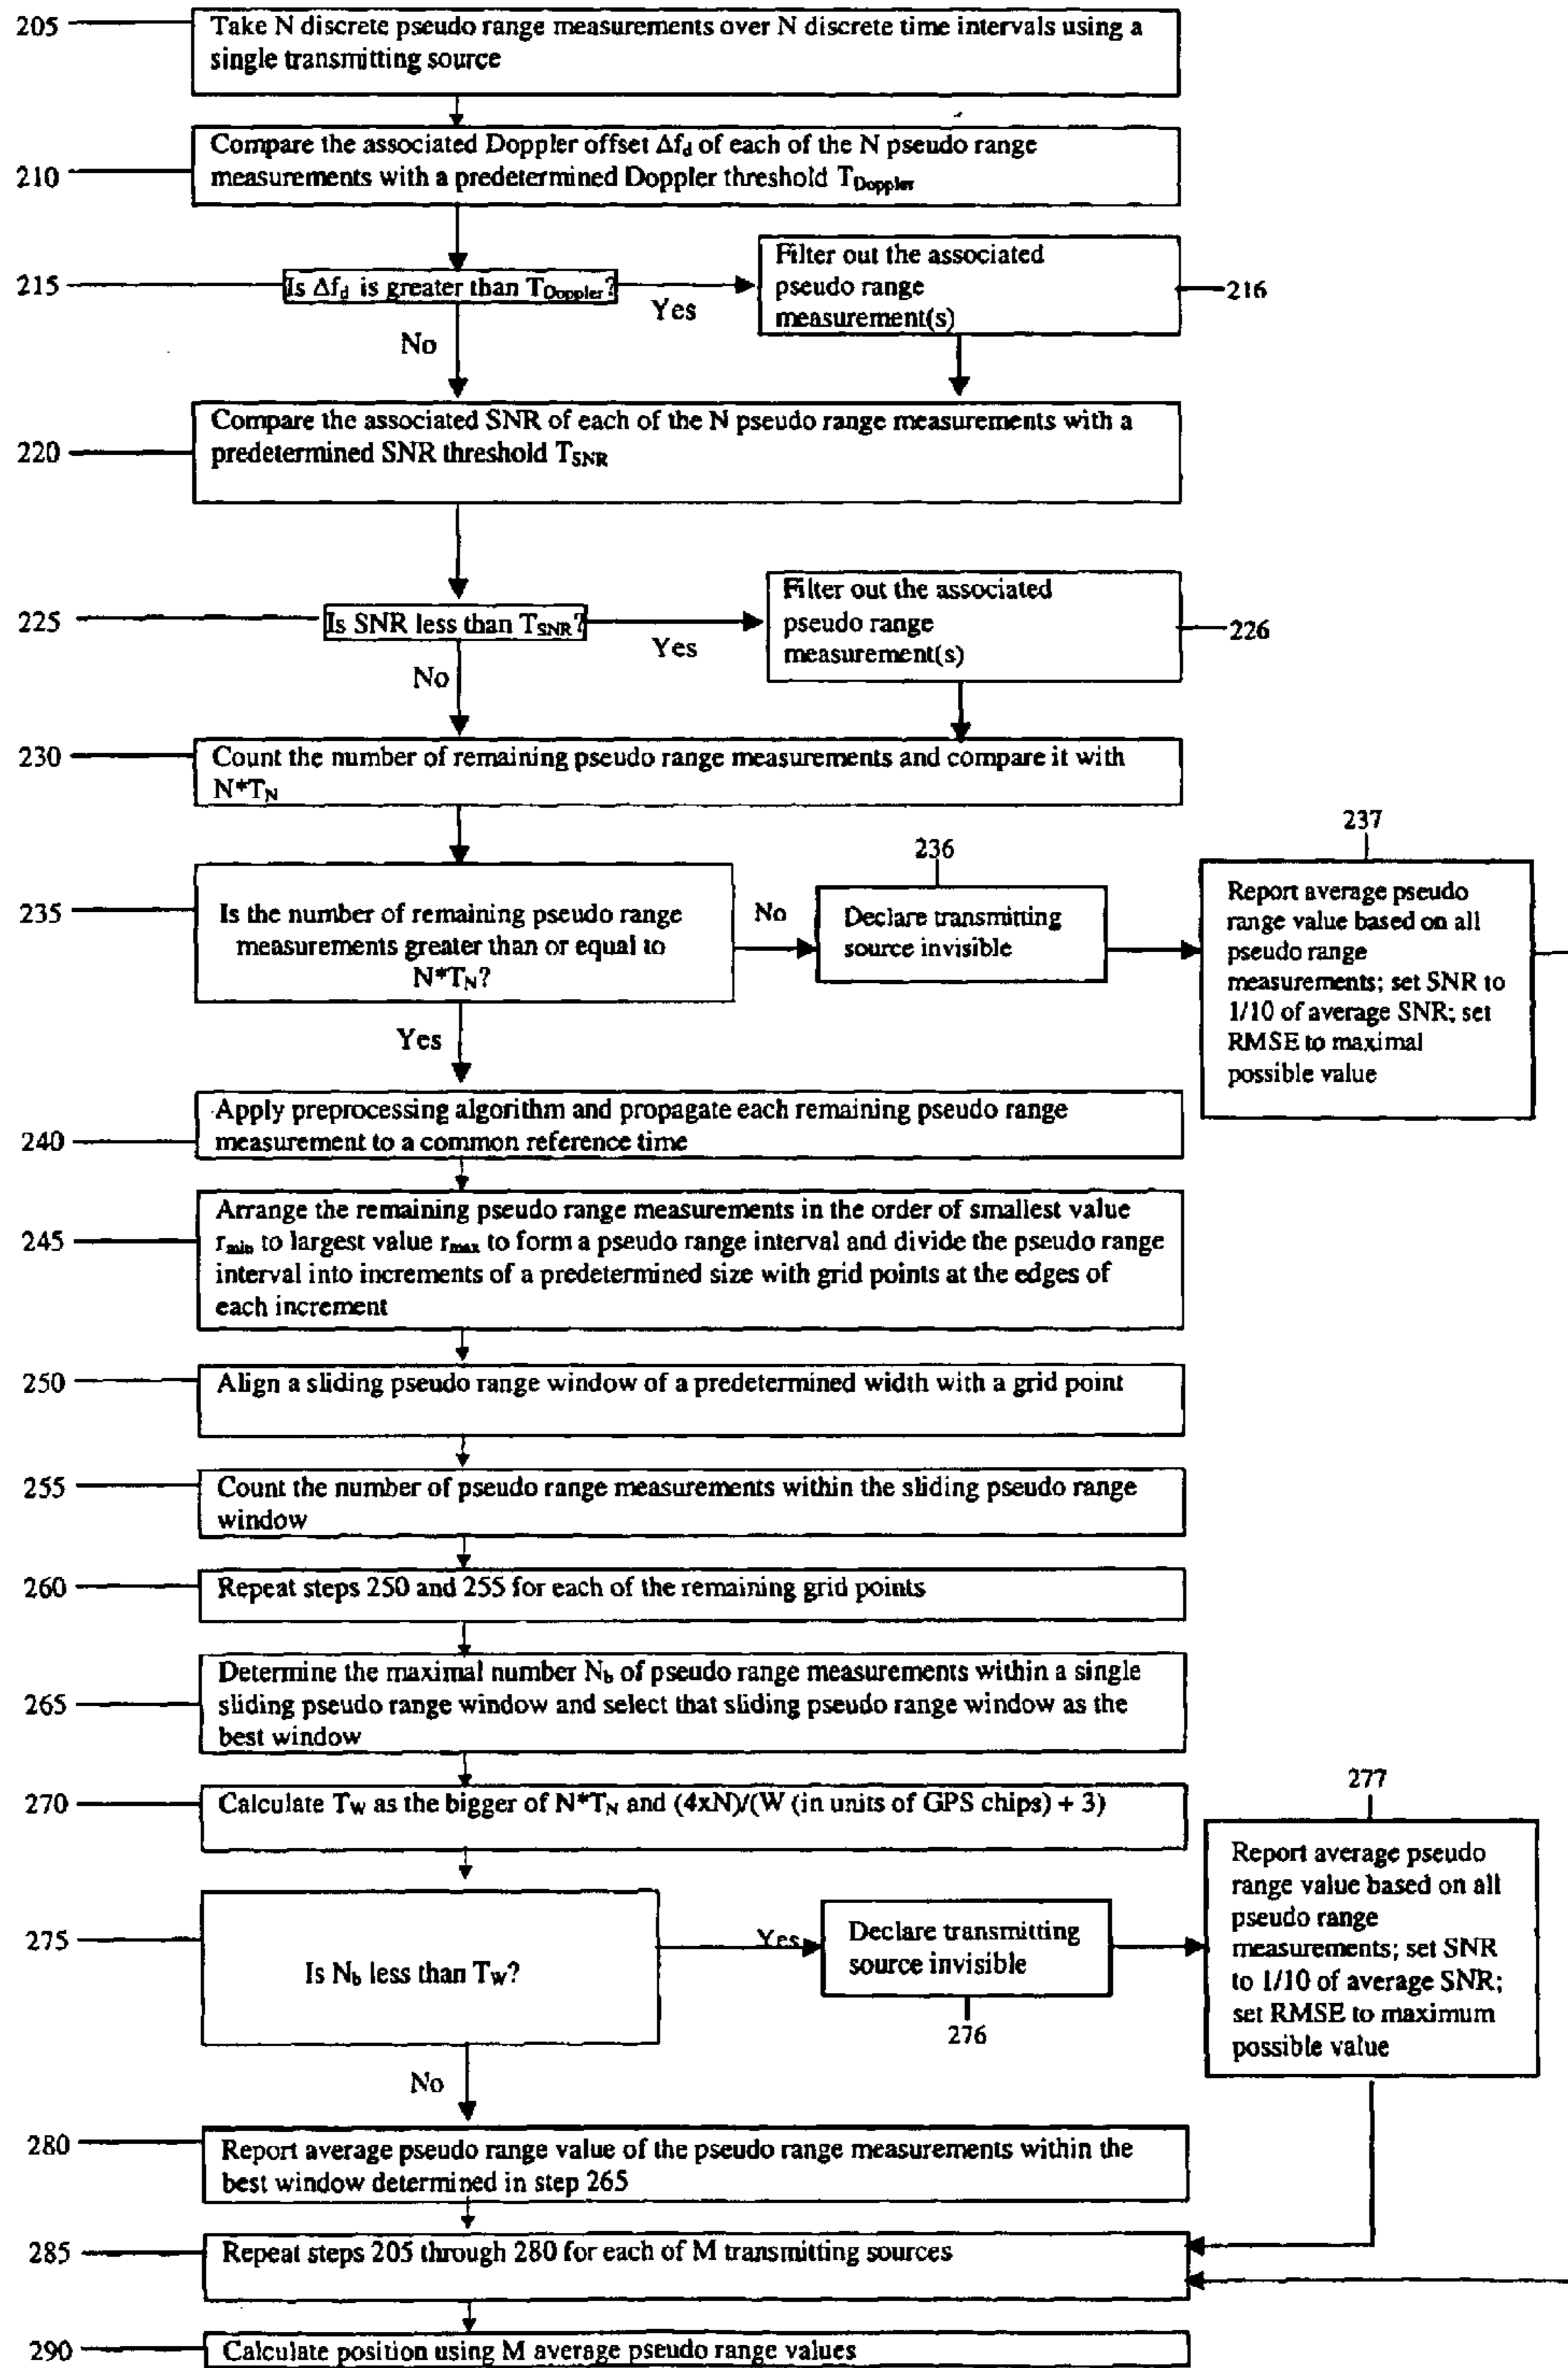 205
Take N discrete pseudo range measurements over N discrete time intervals using a
single transmitting source
210
Compare the associated Doppler offset Δf_d of each of the N pseudo range
measurements with a predetermined Doppler threshold T_Doppler
215
Is Δf_d is greater than T_Doppler?
Yes
No
Filter out the associated
pseudo range
measurement(s)
216
220
Compare the associated SNR of each of the N pseudo range measurements with a
predetermined SNR threshold T_SNR
225
Is SNR less than T_SNR?
Yes
No
Filter out the associated
pseudo range
measurement(s)
226
230
Count the number of remaining pseudo range measurements and compare it with
N*T_N
235
Is the number of remaining pseudo range
measurements greater than or equal to
N*T_N?
No
Yes
236
Declare transmitting
source invisible
237
Report average pseudo
range value based on all
pseudo range
measurements; set SNR to
1/10 of average SNR; set
RMSE to maximal
possible value
240
Apply preprocessing algorithm and propagate each remaining pseudo range
measurement to a common reference time
245
Arrange the remaining pseudo range measurements in the order of smallest value
r_min to largest value r_max to form a pseudo range interval and divide the pseudo range
interval into increments of a predetermined size with grid points at the edges of
each increment
250
Align a sliding pseudo range window of a predetermined width with a grid point
255
Count the number of pseudo range measurements within the sliding pseudo range
window
260
Repeat steps 250 and 255 for each of the remaining grid points
265
Determine the maximal number N_b of pseudo range measurements within a single
sliding pseudo range window and select that sliding pseudo range window as the
best window
270
Calculate T_W as the bigger of N*T_N and (4xN)/(W (in units of GPS chips) + 3)
275
Is N_b less than T_W?
Yes
No
Declare transmitting
source invisible
276
277
Report average pseudo
range value based on all
pseudo range
measurements; set SNR
to 1/10 of average SNR;
set RMSE to maximum
possible value
280
Report average pseudo range value of the pseudo range measurements within the
best window determined in step 265
285
Repeat steps 205 through 280 for each of M transmitting sources
290
Calculate position using M average pseudo range values